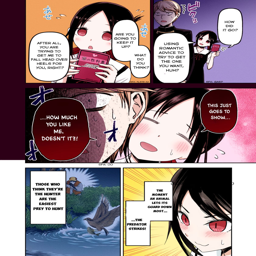 HOW
DID IT
GO?
USING
ROMANTIC
ADVICE TO
TRY TO GET
THE ONE
YOU WANT,
HUH?
ARE YOU
TO
KEEP IT
UP?
WHAT
DO YOU
THINK?
AFTER ALL,
YOU ARE
TRYING TO
GET ME TO
FALL HEAD OVER
HEELS FOR
YOU, RIGHT?
THIS JUST
GOES TO
SHOW...
...HOW MUCH
YOU LIKE
ME,
DOESN'T IT?!
THE
MOMENT
AN ANIMAL
LETS ITS
GUARD DOWN
MOST...
...THE
PREDATOR
STRIKES!
THOSE WHO
THINK THEY'RE
THE HUNTER
ARE THE
EASIEST
PREY TO HUNT